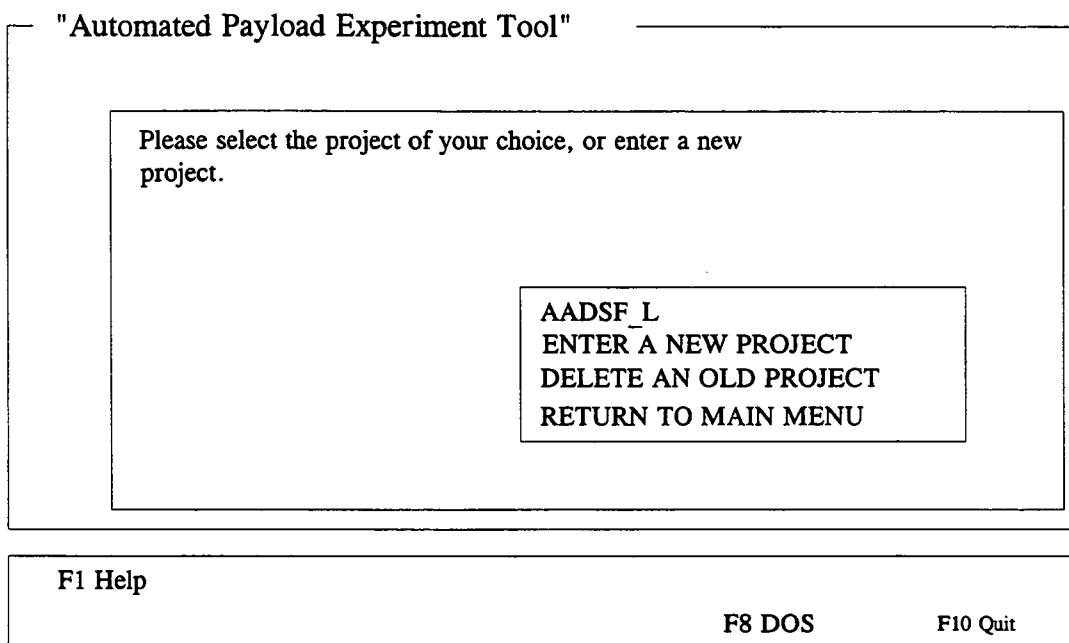 "Automated Payload Experiment Tool"
Please select the project of your choice, or enter a new
project.
AADSF_L
ENTER A NEW PROJECT
DELETE AN OLD PROJECT
RETURN TO MAIN MENU
F1 Help
F8 DOS
F10 Quit